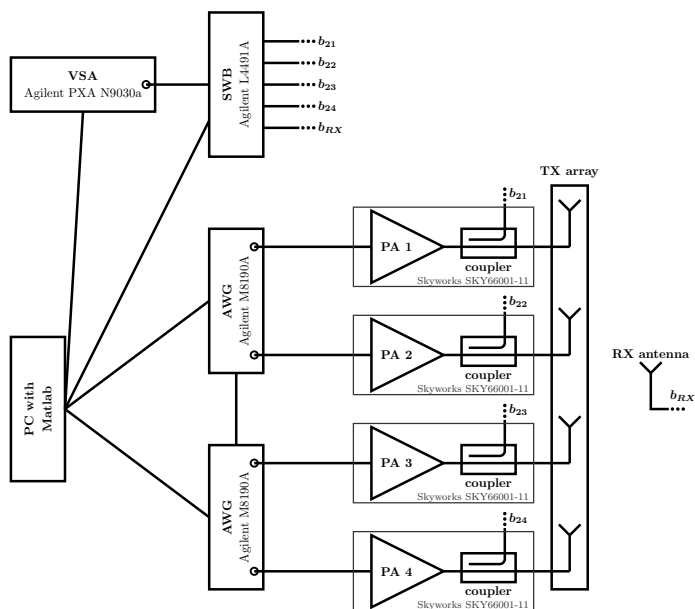 VSA
Agilent PXA N9030a
SWB
Agilent L4491A
b21
b22
b23
b24
bRX
TX array
AWG
Agilent M8190A
PA 1
b21
coupler
Skyworks SKY66001-11
PA 2
b22
coupler
Skyworks SKY66001-11
PC with
Matlab
RX antenna
bRX
AWG
Agilent M8190A
PA 3
b23
coupler
Skyworks SKY66001-11
PA 4
b24
coupler
Skyworks SKY66001-11